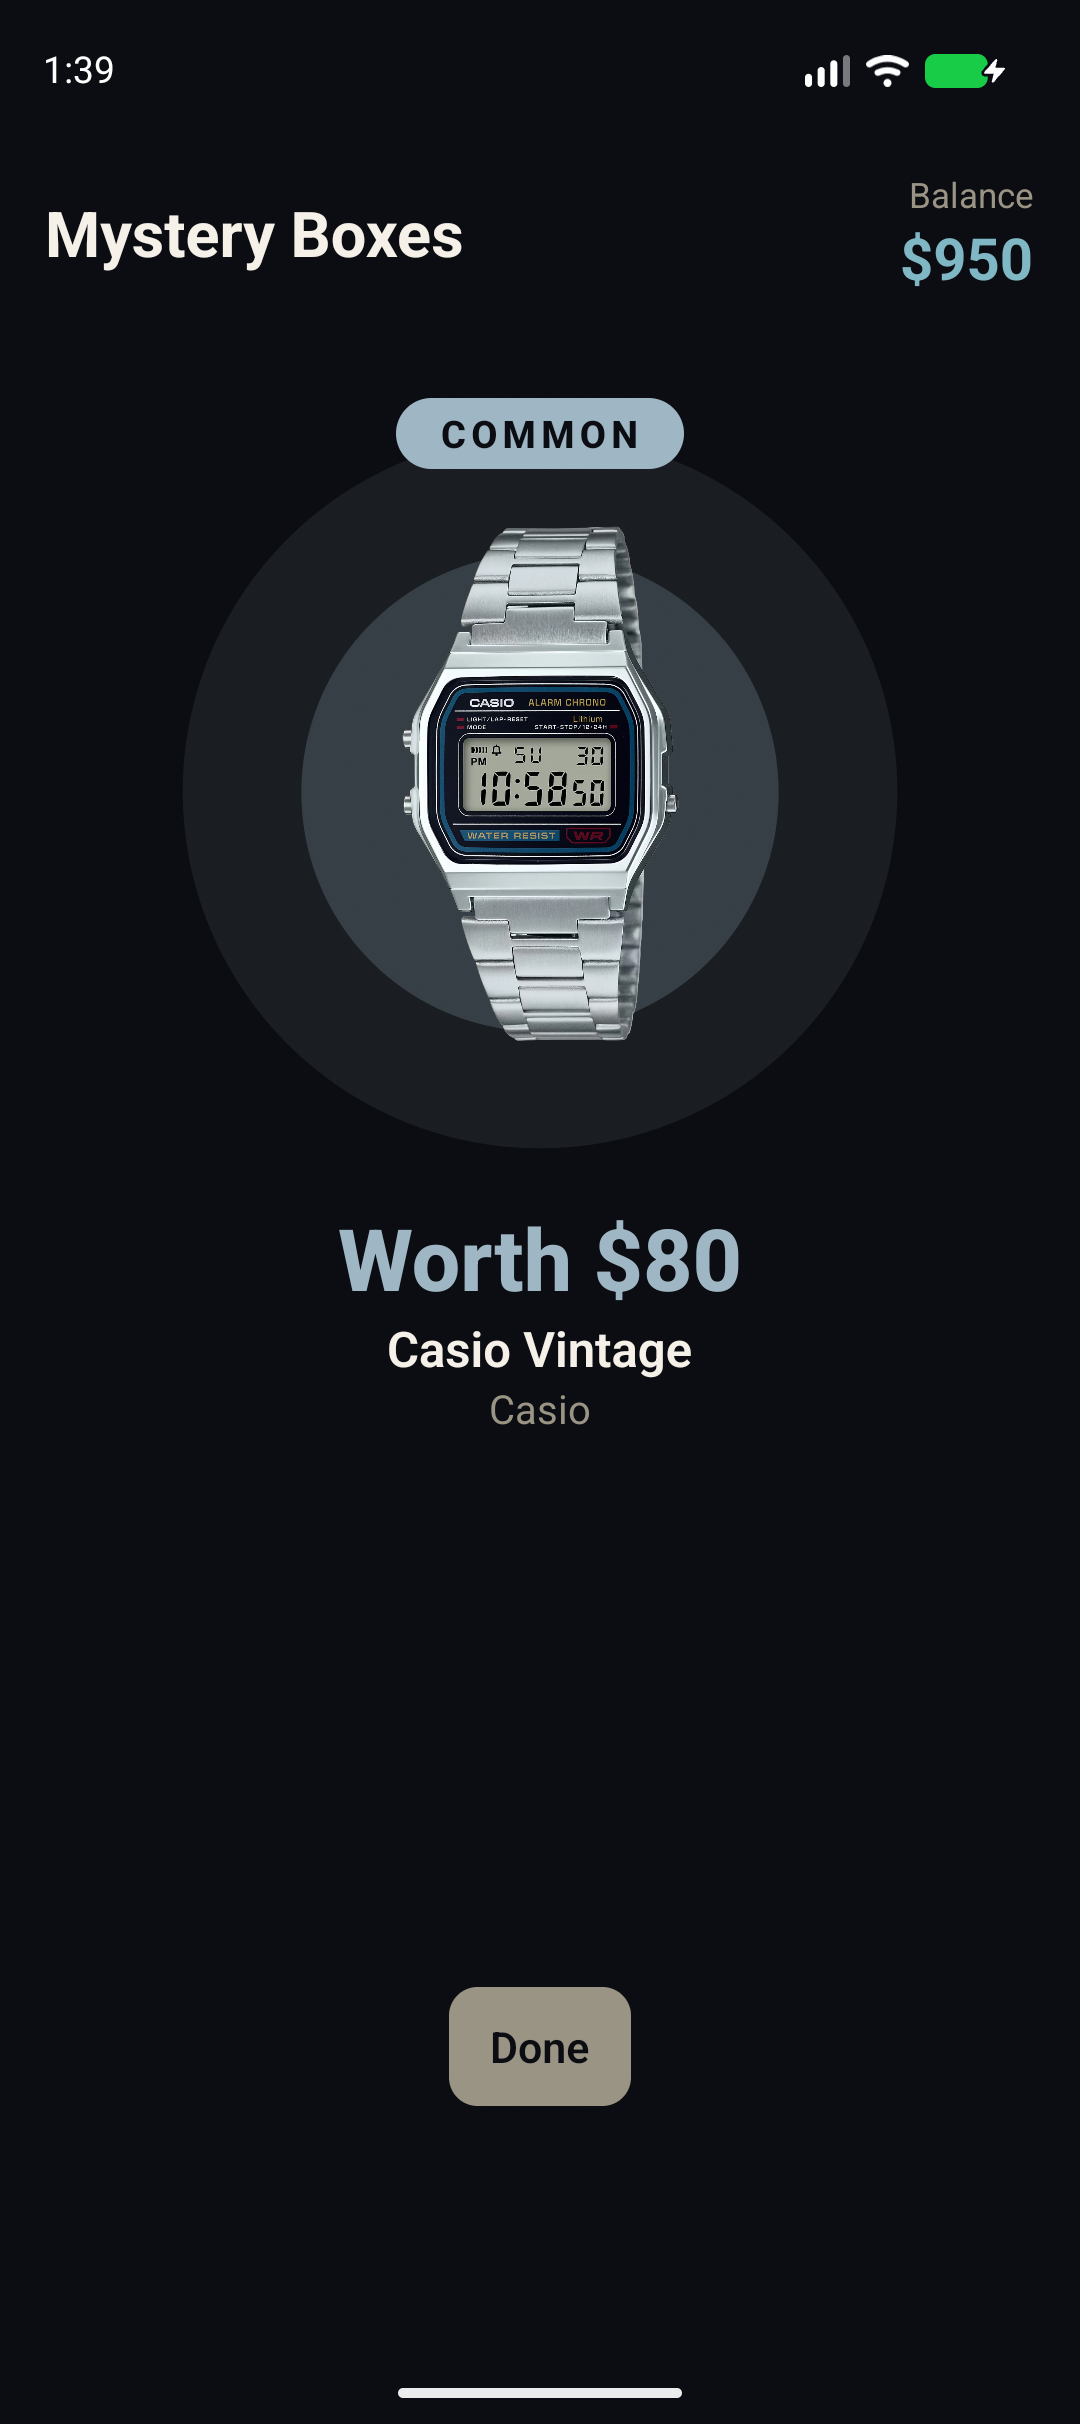 1:39
Mystery Boxes
Balance
$950
COMMON
CASIO ALARM CHRONO
LIGHT/LAP-RESET Lithium
MODE START-STOP/12·24H
PM SU 30
10:58 50
WATER RESIST WR
Worth $80
Casio Vintage
Casio
Done